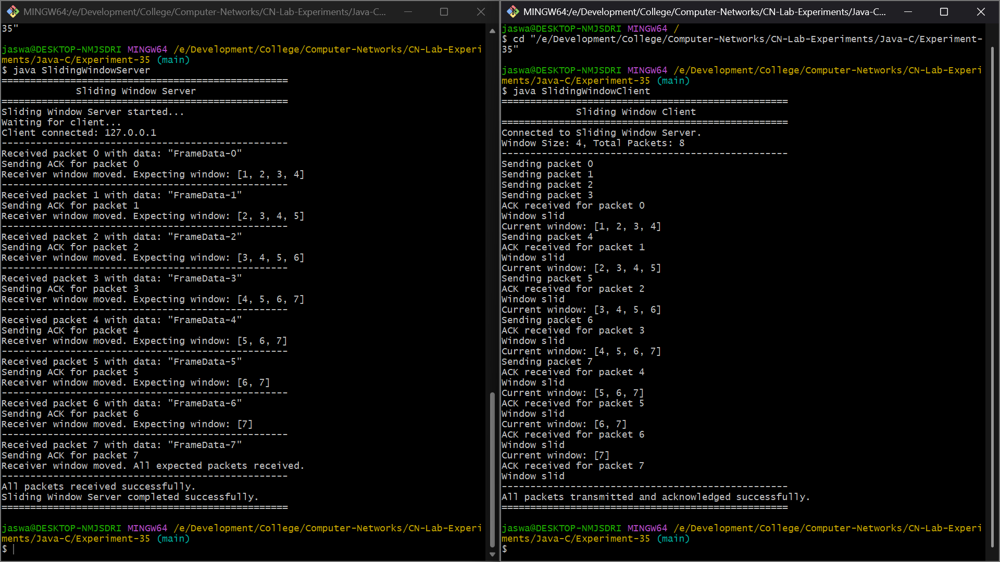 MINGW64:/e/Development/College/Computer-Networks/CN-Lab-Experiments/Java-C...
35"
jaswa@DESKTOP-NMJSDRI MINGW64 /e/Development/College/Computer-Networks/CN-Lab-Experi
ments/Java-C/Experiment-35 (main)
$ java SlidingWindowServer
==================================================
Sliding Window Server
==================================================
Sliding Window Server started...
Waiting for client...
Client connected: 127.0.0.1
--------------------------------------------------
Received packet 0 with data: "FrameData-0"
Sending ACK for packet 0
Receiver window moved. Expecting window: [1, 2, 3, 4]
--------------------------------------------------
Received packet 1 with data: "FrameData-1"
Sending ACK for packet 1
Receiver window moved. Expecting window: [2, 3, 4, 5]
--------------------------------------------------
Received packet 2 with data: "FrameData-2"
Sending ACK for packet 2
Receiver window moved. Expecting window: [3, 4, 5, 6]
--------------------------------------------------
Received packet 3 with data: "FrameData-3"
Sending ACK for packet 3
Receiver window moved. Expecting window: [4, 5, 6, 7]
--------------------------------------------------
Received packet 4 with data: "FrameData-4"
Sending ACK for packet 4
Receiver window moved. Expecting window: [5, 6, 7]
--------------------------------------------------
Received packet 5 with data: "FrameData-5"
Sending ACK for packet 5
Receiver window moved. Expecting window: [6, 7]
--------------------------------------------------
Received packet 6 with data: "FrameData-6"
Sending ACK for packet 6
Receiver window moved. Expecting window: [7]
--------------------------------------------------
Received packet 7 with data: "FrameData-7"
Sending ACK for packet 7
Receiver window moved. All expected packets received.
--------------------------------------------------
All packets received successfully.
Sliding Window Server completed successfully.
==================================================
jaswa@DESKTOP-NMJSDRI MINGW64 /e/Development/College/Computer-Networks/CN-Lab-Experi
ments/Java-C/Experiment-35 (main)
$
MINGW64:/e/Development/College/Computer-Networks/CN-Lab-Experiments/Java-C...
jaswa@DESKTOP-NMJSDRI MINGW64 /
$ cd "/e/Development/College/Computer-Networks/CN-Lab-Experiments/Java-C/Experiment-
35"
jaswa@DESKTOP-NMJSDRI MINGW64 /e/Development/College/Computer-Networks/CN-Lab-Experi
ments/Java-C/Experiment-35 (main)
$ java SlidingWindowClient
==================================================
Sliding Window Client
==================================================
Connected to Sliding Window Server.
Window Size: 4, Total Packets: 8
--------------------------------------------------
Sending packet 0
Sending packet 1
Sending packet 2
Sending packet 3
ACK received for packet 0
Window slid
Current window: [1, 2, 3, 4]
Sending packet 4
ACK received for packet 1
Window slid
Current window: [2, 3, 4, 5]
Sending packet 5
ACK received for packet 2
Window slid
Current window: [3, 4, 5, 6]
Sending packet 6
ACK received for packet 3
Window slid
Current window: [4, 5, 6, 7]
Sending packet 7
ACK received for packet 4
Window slid
Current window: [5, 6, 7]
ACK received for packet 5
Window slid
Current window: [6, 7]
ACK received for packet 6
Window slid
Current window: [7]
ACK received for packet 7
Window slid
--------------------------------------------------
All packets transmitted and acknowledged successfully.
==================================================
jaswa@DESKTOP-NMJSDRI MINGW64 /e/Development/College/Computer-Networks/CN-Lab-Experi
ments/Java-C/Experiment-35 (main)
$